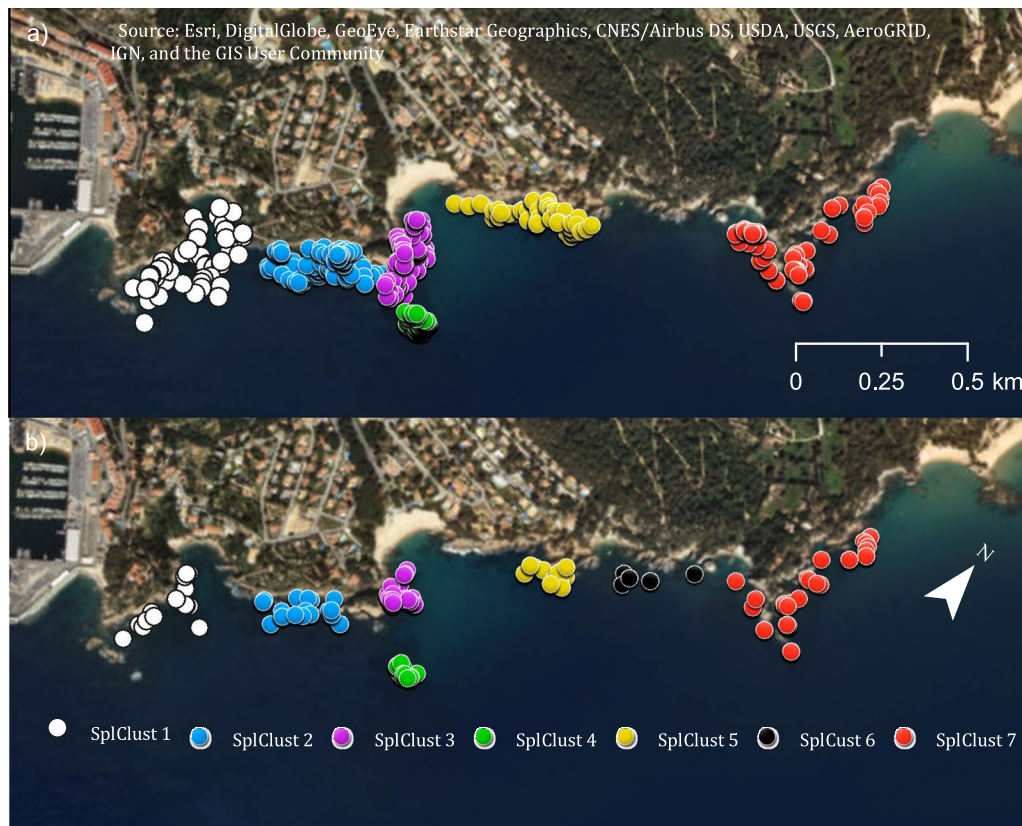 a)
Source: Esri, DigitalGlobe, GeoEye, Earthstar Geographics, CNES/Airbus DS, USDA, USGS, AeroGRID,
IGN, and the GIS User Community
0 0.25 0.5 km
b)
N
SplClust 1 SplClust 2 SplClust 3 SplClust 4 SplClust 5 SplCust 6 SplClust 7